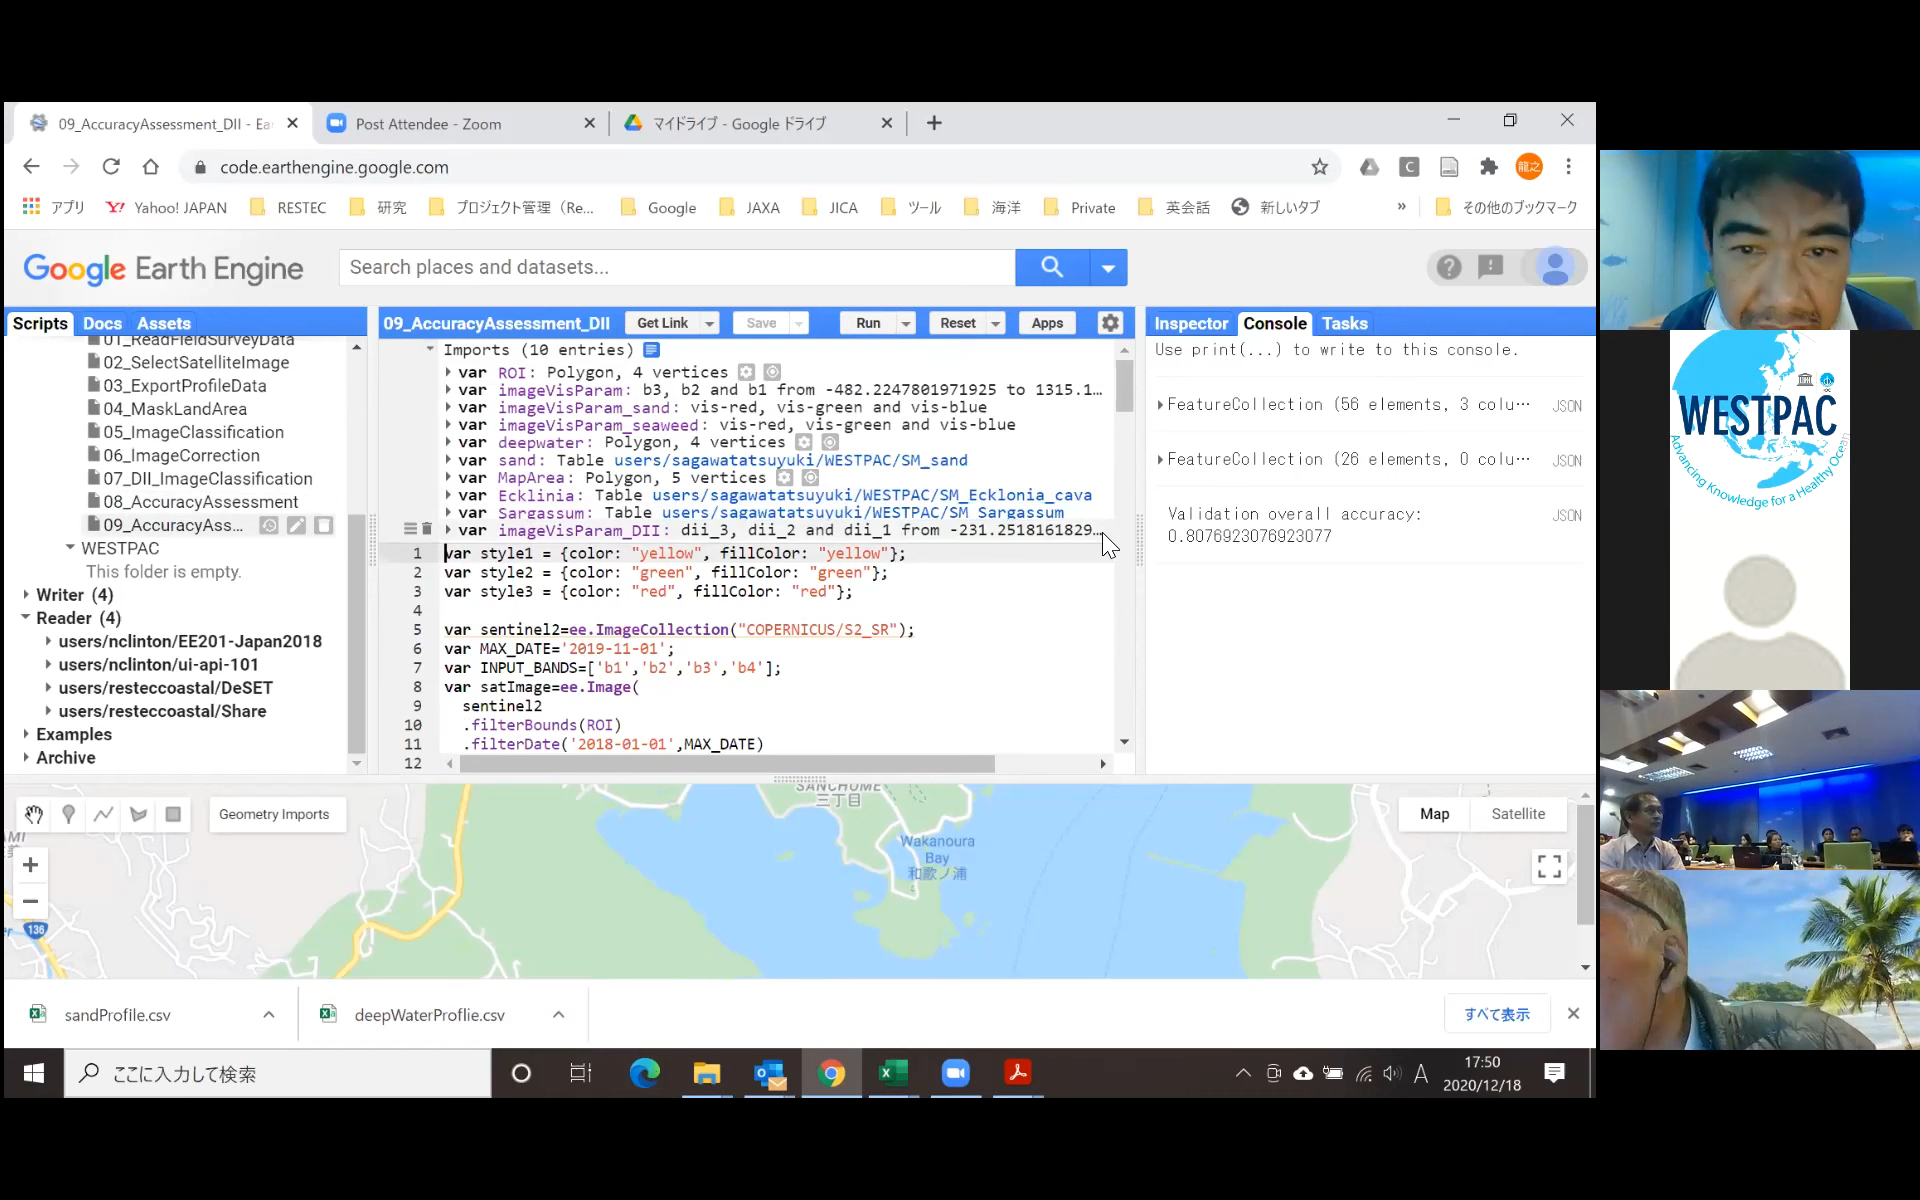 09_AccuracyAssessment_DII - Ea
Post Attendee - Zoom
マイドライブ - Google ドライブ
code.earthengine.google.com
龍之
アプリ
Yahoo! JAPAN
RESTEC
研究
プロジェクト管理（Re...
Google
JAXA
JICA
ツール
海洋
Private
英会話
新しいタブ
»
その他のブックマーク
Google Earth Engine
Search places and datasets...
Scripts Docs Assets
01_ReadFieldSurveyData
02_SelectSatelliteImage
03_ExportProfileData
04_MaskLandArea
05_ImageClassification
06_ImageCorrection
07_DII_ImageClassification
08_AccuracyAssessment
09_AccuracyAss...
WESTPAC
This folder is empty.
Writer (4)
Reader (4)
users/nclinton/EE201-Japan2018
users/nclinton/ui-api-101
users/resteccoastal/DeSET
users/resteccoastal/Share
Examples
Archive
09_AccuracyAssessment_DII
Get Link
Save
Run
Reset
Apps
Imports (10 entries)
var ROI: Polygon, 4 vertices
var imageVisParam: b3, b2 and b1 from -482.2247801971925 to 1315.1...
var imageVisParam_sand: vis-red, vis-green and vis-blue
var imageVisParam_seaweed: vis-red, vis-green and vis-blue
var deepwater: Polygon, 4 vertices
var sand: Table users/sagawatatsuyuki/WESTPAC/SM_sand
var MapArea: Polygon, 5 vertices
var Ecklinia: Table users/sagawatatsuyuki/WESTPAC/SM_Ecklonia_cava
var Sargassum: Table users/sagawatatsuyuki/WESTPAC/SM_Sargassum
var imageVisParam_DII: dii_3, dii_2 and dii_1 from -231.2518161829...
1 var style1 = {color: "yellow", fillColor: "yellow"};
2 var style2 = {color: "green", fillColor: "green"};
3 var style3 = {color: "red", fillColor: "red"};
4
5 var sentinel2=ee.ImageCollection("COPERNICUS/S2_SR");
6 var MAX_DATE='2019-11-01';
7 var INPUT_BANDS=['b1','b2','b3','b4'];
8 var satImage=ee.Image(
9 sentinel2
10 .filterBounds(ROI)
11 .filterDate('2018-01-01',MAX_DATE)
12
Inspector Console Tasks
Use print(...) to write to this console.
FeatureCollection (56 elements, 3 colu... JSON
FeatureCollection (26 elements, 0 colu... JSON
Validation overall accuracy: JSON
0.8076923076923077
Geometry Imports
SANCHOME
三丁目
Wakanoura
Bay
和歌ノ浦
136
Map
Satellite
sandProfile.csv
deepWaterProflie.csv
すべて表示
ここに入力して検索
A
17:50
2020/12/18
WESTPAC
Advancing Knowledge for a Healthy Ocean